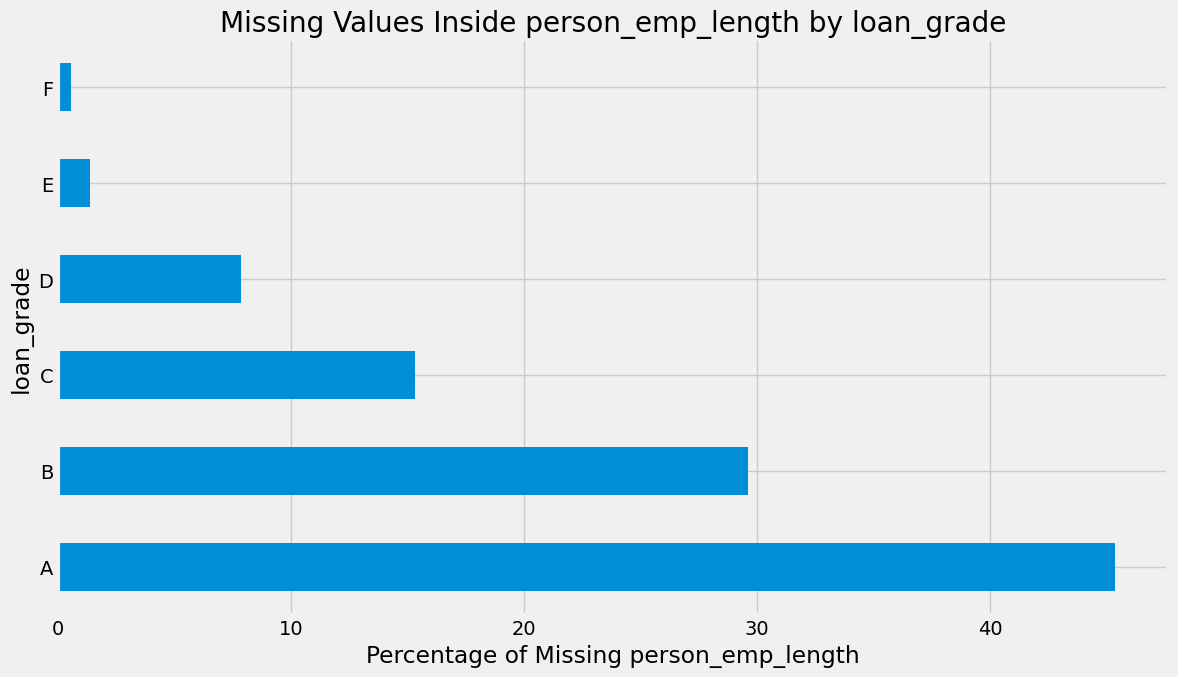 Missing Values Inside person_emp_length by loan_grade
F
E
D
C
B
A
loan_grade
0 10 20 30 40
Percentage of Missing person_emp_length